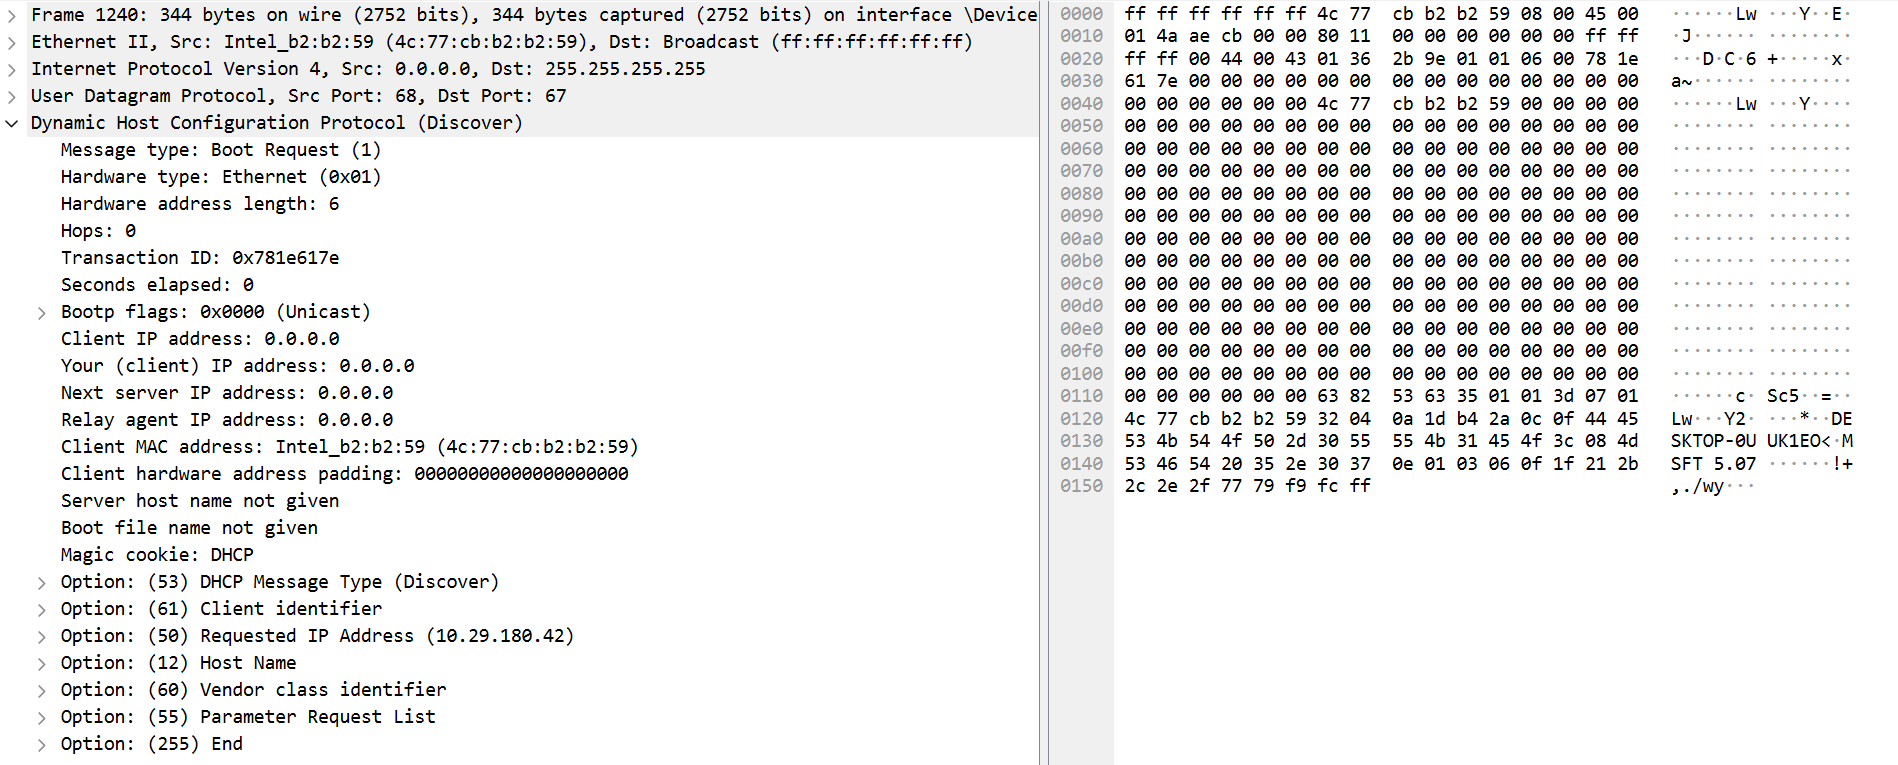 Frame 1240: 344 bytes on wire (2752 bits), 344 bytes captured (2752 bits) on interface \Device
Ethernet II, Src: Intel_b2:b2:59 (4c:77:cb:b2:b2:59), Dst: Broadcast (ff:ff:ff:ff:ff:ff)
Internet Protocol Version 4, Src: 0.0.0.0, Dst: 255.255.255.255
User Datagram Protocol, Src Port: 68, Dst Port: 67
Dynamic Host Configuration Protocol (Discover)
Message type: Boot Request (1)
Hardware type: Ethernet (0x01)
Hardware address length: 6
Hops: 0
Transaction ID: 0x781e617e
Seconds elapsed: 0
Bootp flags: 0x0000 (Unicast)
Client IP address: 0.0.0.0
Your (client) IP address: 0.0.0.0
Next server IP address: 0.0.0.0
Relay agent IP address: 0.0.0.0
Client MAC address: Intel_b2:b2:59 (4c:77:cb:b2:b2:59)
Client hardware address padding: 00000000000000000000
Server host name not given
Boot file name not given
Magic cookie: DHCP
Option: (53) DHCP Message Type (Discover)
Option: (61) Client identifier
Option: (50) Requested IP Address (10.29.180.42)
Option: (12) Host Name
Option: (60) Vendor class identifier
Option: (55) Parameter Request List
Option: (255) End
0000 ff ff ff ff ff ff 4c 77 cb b2 b2 59 08 00 45 00 ······Lw ···Y··E·
0010 01 4a ae cb 00 00 80 11 00 00 00 00 00 00 ff ff ·J······ ········
0020 ff ff 00 44 00 43 01 36 2b 9e 01 01 06 00 78 1e ···D·C·6 +·····x·
0030 61 7e 00 00 00 00 00 00 00 00 00 00 00 00 00 00 a~······ ········
0040 00 00 00 00 00 00 4c 77 cb b2 b2 59 00 00 00 00 ······Lw ···Y····
0050 00 00 00 00 00 00 00 00 00 00 00 00 00 00 00 00 ········ ········
0060 00 00 00 00 00 00 00 00 00 00 00 00 00 00 00 00 ········ ········
0070 00 00 00 00 00 00 00 00 00 00 00 00 00 00 00 00 ········ ········
0080 00 00 00 00 00 00 00 00 00 00 00 00 00 00 00 00 ········ ········
0090 00 00 00 00 00 00 00 00 00 00 00 00 00 00 00 00 ········ ········
00a0 00 00 00 00 00 00 00 00 00 00 00 00 00 00 00 00 ········ ········
00b0 00 00 00 00 00 00 00 00 00 00 00 00 00 00 00 00 ········ ········
00c0 00 00 00 00 00 00 00 00 00 00 00 00 00 00 00 00 ········ ········
00d0 00 00 00 00 00 00 00 00 00 00 00 00 00 00 00 00 ········ ········
00e0 00 00 00 00 00 00 00 00 00 00 00 00 00 00 00 00 ········ ········
00f0 00 00 00 00 00 00 00 00 00 00 00 00 00 00 00 00 ········ ········
0100 00 00 00 00 00 00 00 00 00 00 00 00 00 00 00 00 ········ ········
0110 00 00 00 00 00 00 63 82 53 63 35 01 01 3d 07 01 ······c· Sc5··=··
0120 4c 77 cb b2 b2 59 32 04 0a 1d b4 2a 0c 0f 44 45 Lw···Y2· ···*··DE
0130 53 4b 54 4f 50 2d 30 55 55 4b 31 45 4f 3c 08 4d SKTOP-0U UK1EO<·M
0140 53 46 54 20 35 2e 30 37 0e 01 03 06 0f 1f 21 2b SFT 5.07 ······!+
0150 2c 2e 2f 77 79 f9 fc ff ,./wy···